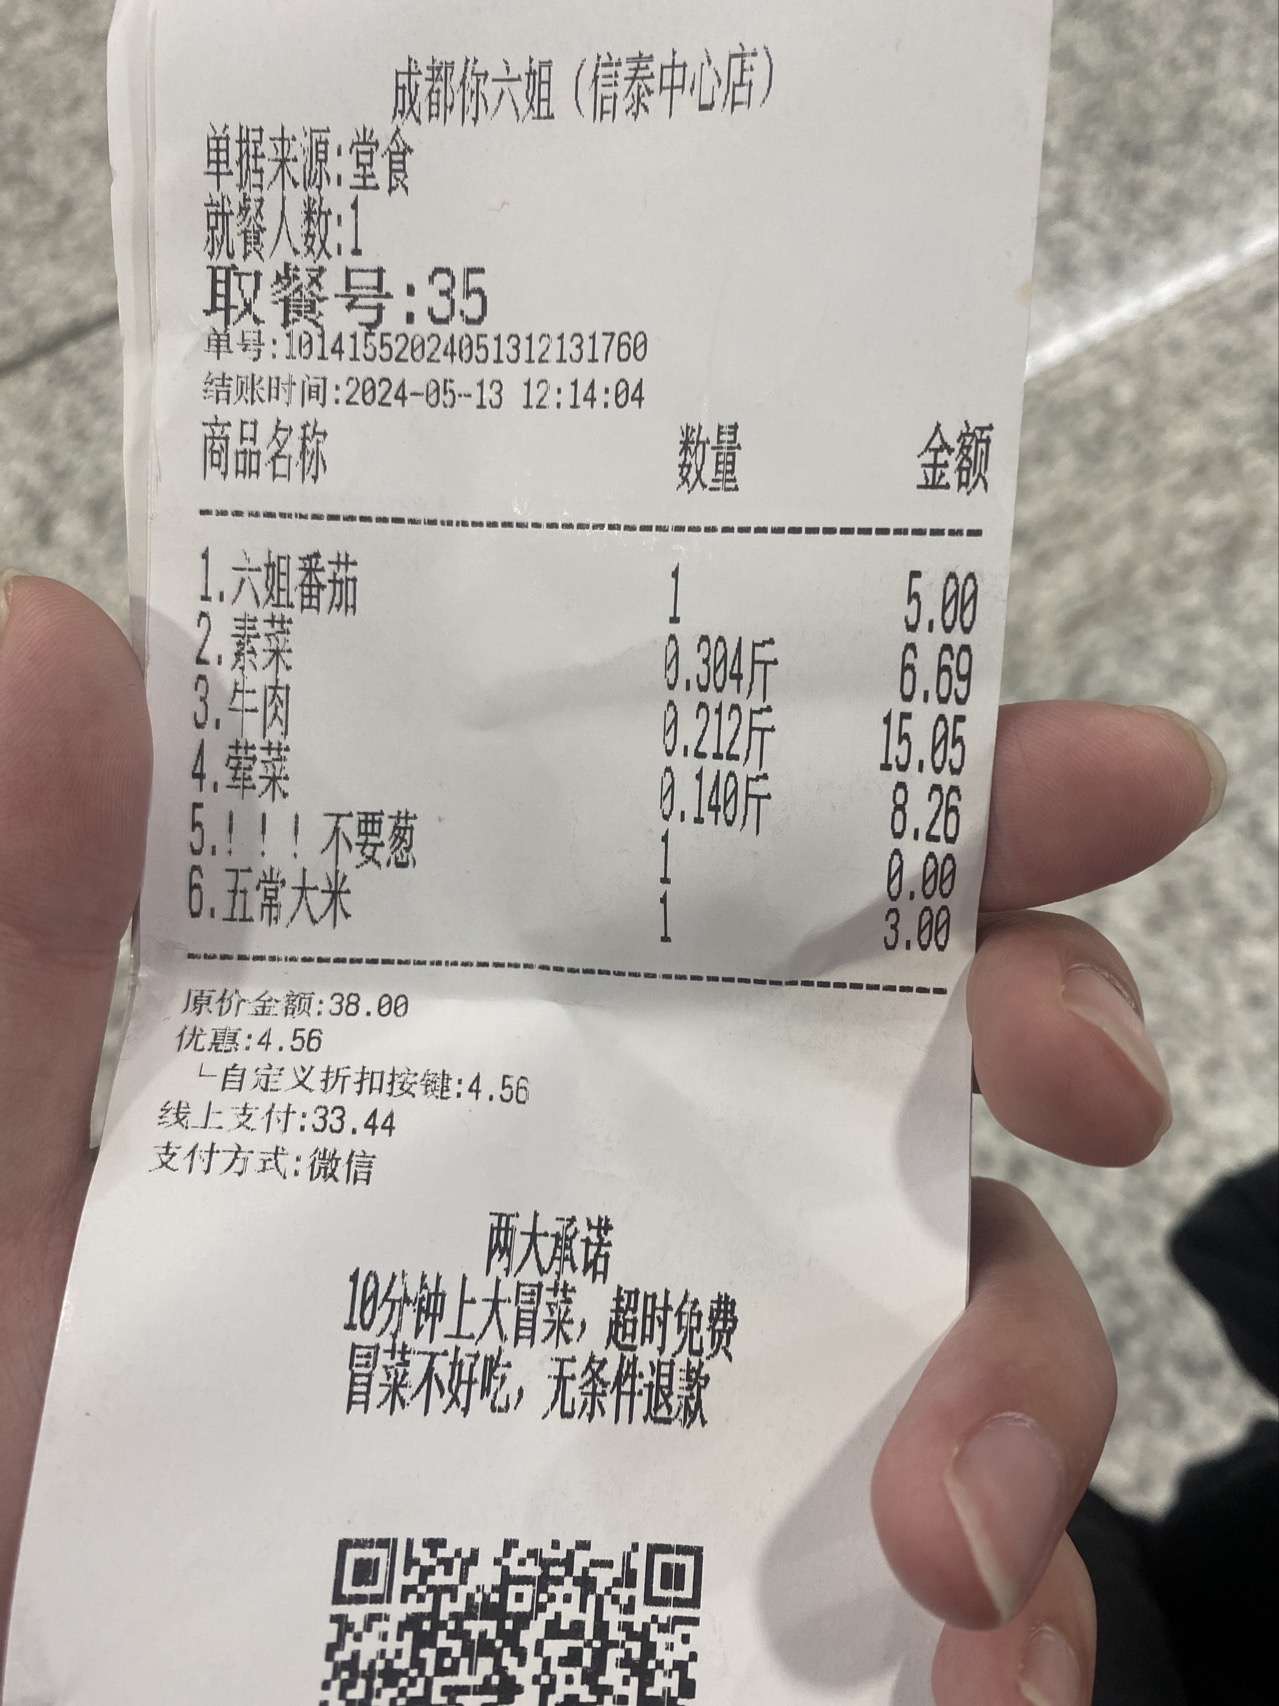 成都你六姐（信泰中心店）
单据来源:堂食
就餐人数:1
取餐号:35
单号:10141552024051312131760
结账时间:2024-05-13 12:14:04
商品名称 数量 金额
1.六姐番茄 1 5.00
2.素菜 0.304斤 6.69
3.牛肉 0.212斤 15.05
4.荤菜 0.140斤 8.26
5.！！！不要葱 1 0.00
6.五常大米 1 3.00
原价金额:38.00
优惠:4.56
└自定义折扣按键:4.56
线上支付:33.44
支付方式:微信
两大承诺
10分钟上大冒菜，超时免费
冒菜不好吃，无条件退款